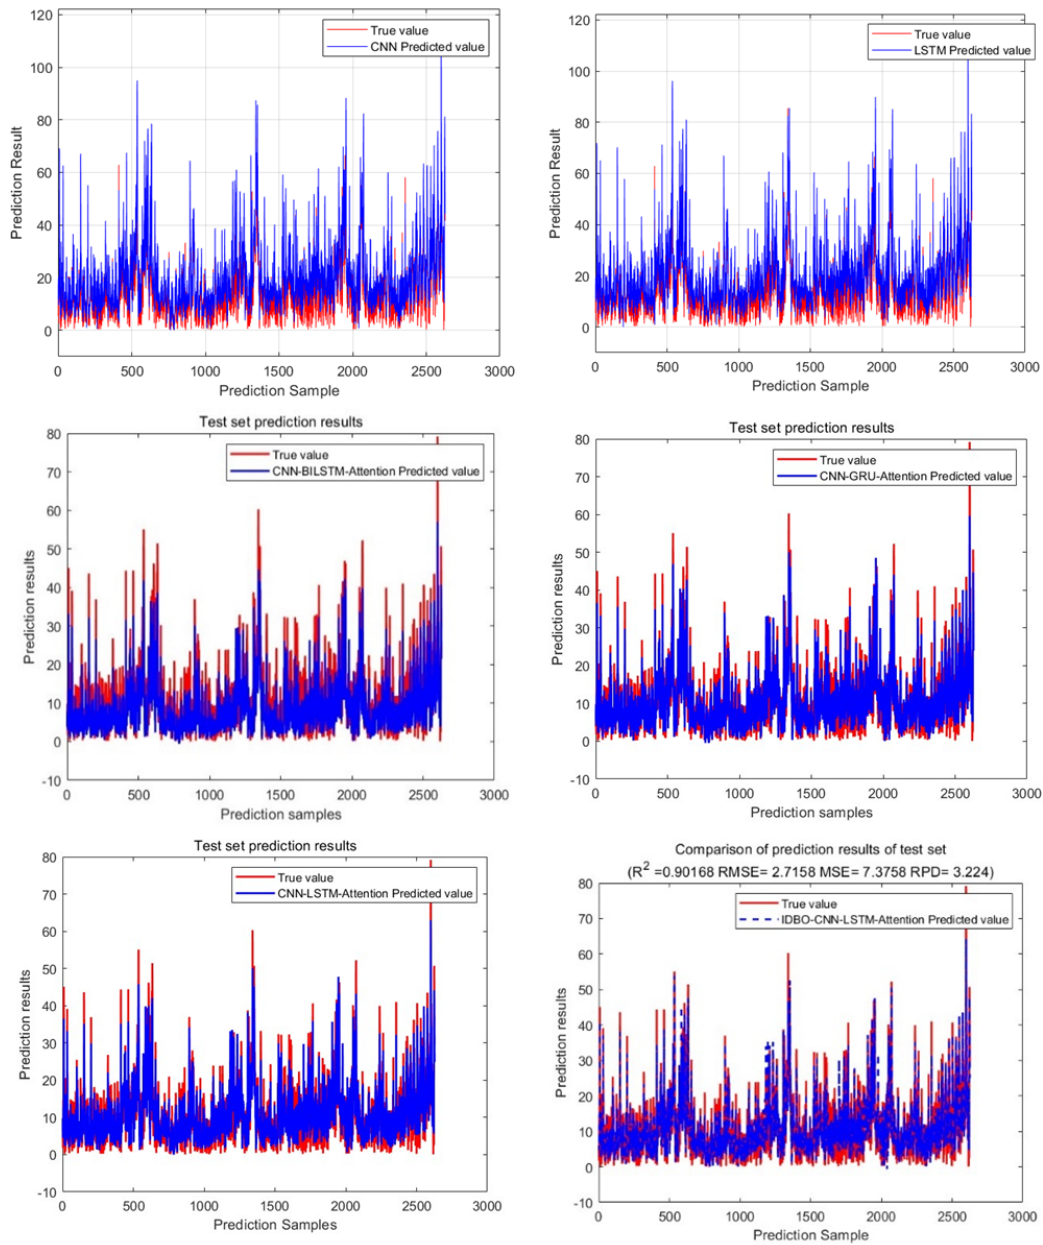 True value
CNN Predicted value
120
100
80
60
40
20
0
Prediction Result
0 500 1000 1500 2000 2500 3000
Prediction Sample
True value
LSTM Predicted value
120
100
80
60
40
20
0
Prediction Result
0 500 1000 1500 2000 2500 3000
Prediction Sample
Test set prediction results
True value
CNN-BILSTM-Attention Predicted value
80
70
60
50
40
30
20
10
0
-10
Prediction results
0 500 1000 1500 2000 2500 3000
Prediction samples
Test set prediction results
True value
CNN-GRU-Attention Predicted value
80
70
60
50
40
30
20
10
0
-10
Prediction results
0 500 1000 1500 2000 2500 3000
Prediction samples
Test set prediction results
True value
CNN-LSTM-Attention Predicted value
80
70
60
50
40
30
20
10
0
-10
Prediction results
0 500 1000 1500 2000 2500 3000
Prediction Samples
Comparison of prediction results of test set
(R² =0.90168 RMSE= 2.7158 MSE= 7.3758 RPD= 3.224)
True value
IDBO-CNN-LSTM-Attention Predicted value
80
70
60
50
40
30
20
10
0
-10
Prediction results
0 500 1000 1500 2000 2500 3000
Prediction Sample